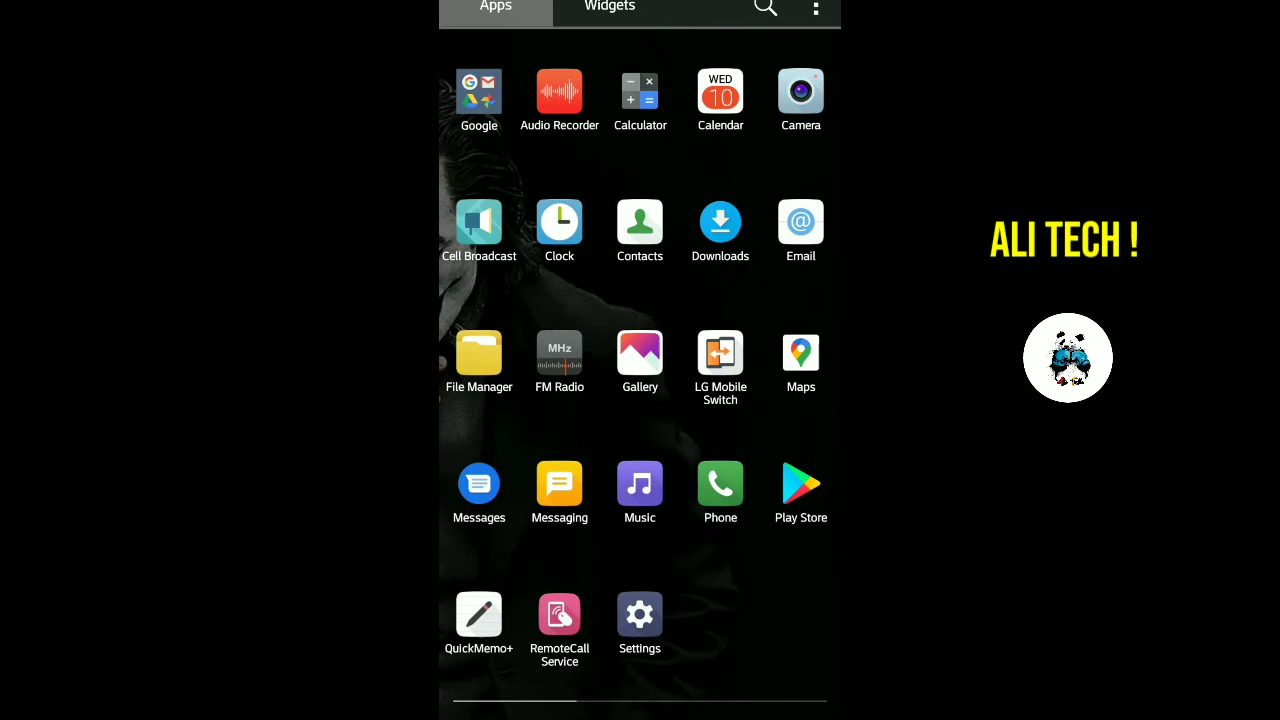 Apps Widgets
WED
10
Google Audio Recorder Calculator Calendar Camera
ALI TECH !
@
Cell Broadcast Clock Contacts Downloads Email
MHz
File Manager FM Radio Gallery LG Mobile Switch Maps
Messages Messaging Music Phone Play Store
QuickMemo+ RemoteCall Service Settings